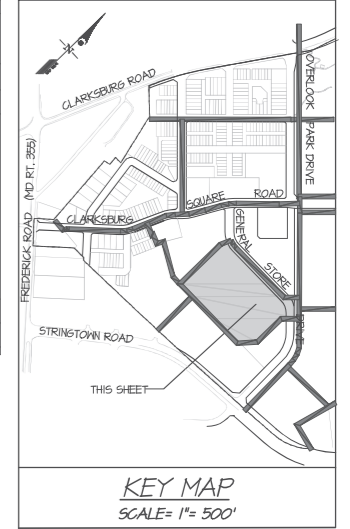 CLARKSBURG ROAD
OVERLOOK PARK DRIVE
FREDERICK ROAD (MD RT. 355)
CLARKSBURG SQUARE ROAD
GENERAL STORE DRIVE
STRINGTOWN ROAD
THIS SHEET
KEY MAP
SCALE= 1"= 500'